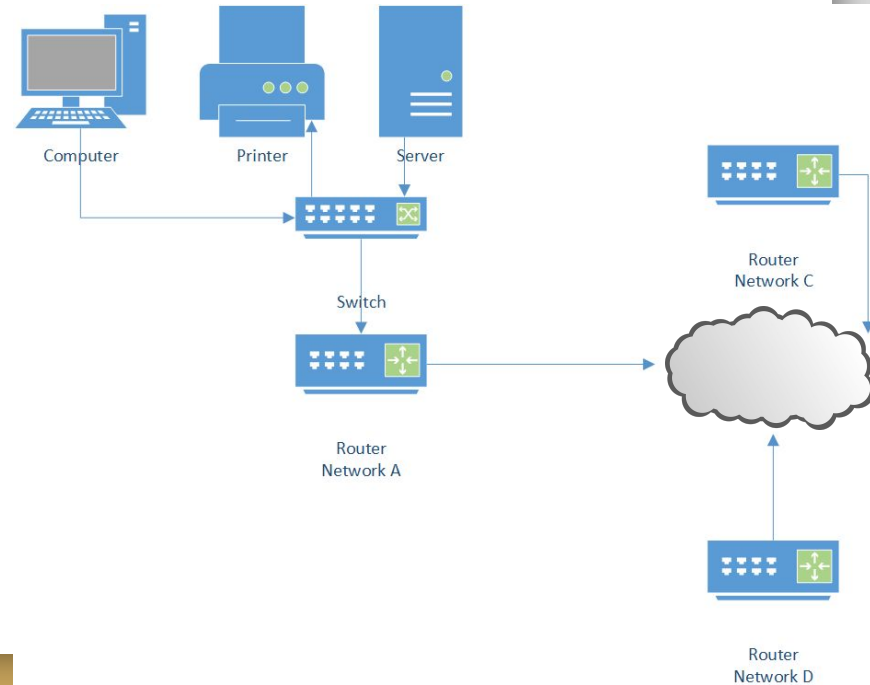 Computer
Printer
Server
Switch
Router
Network A
Router
Network C
Router
Network D